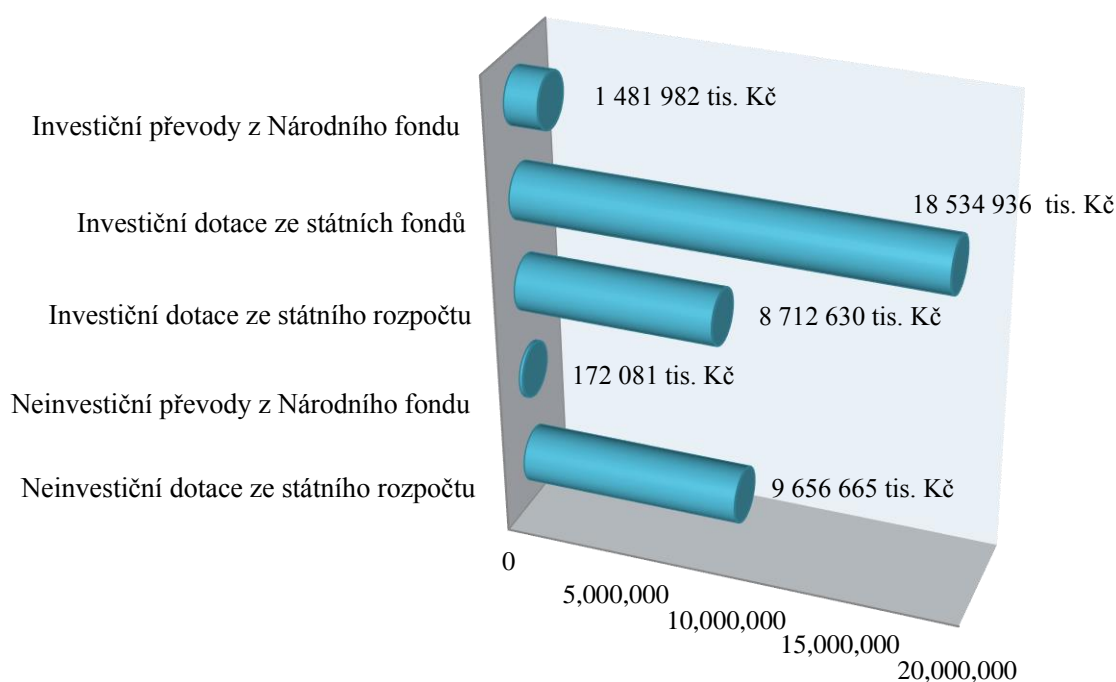 1 481 982 tis. Kč
Investiční převody z Národního fondu
18 534 936  tis. Kč
Investiční dotace ze státních fondů
Investiční dotace ze státního rozpočtu
8 712 630 tis. Kč
172 081 tis. Kč
Neinvestiční převody z Národního fondu
Neinvestiční dotace ze státního rozpočtu
9 656 665 tis. Kč
0
5,000,000
10,000,000
15,000,000
20,000,000